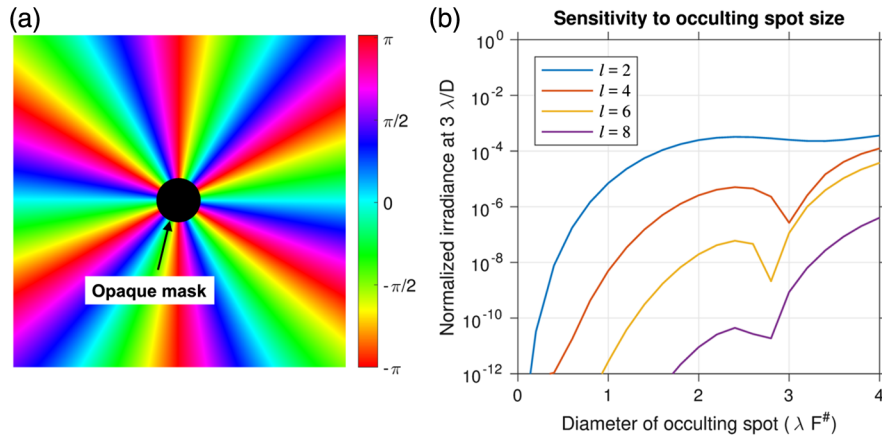 (a)
π
π/2
0
-π/2
-π
Opaque mask
(b)
Sensitivity to occulting spot size
Normalized irradiance at 3 λ/D
10^0
10^-2
10^-4
10^-6
10^-8
10^-10
10^-12
l = 2
l = 4
l = 6
l = 8
0
1
2
3
4
Diameter of occulting spot ( λ F^#)